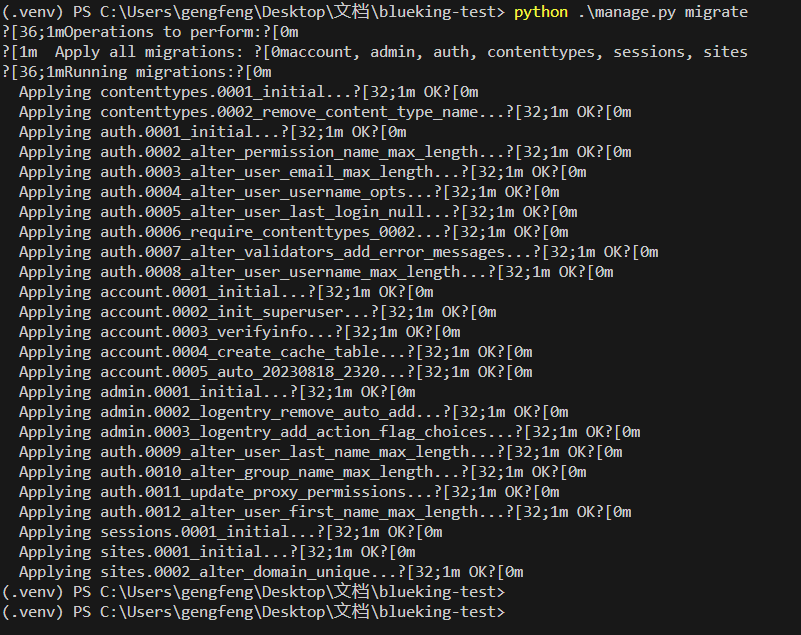 (.venv) PS C:\Users\gengfeng\Desktop\文档\blueking-test> python .\manage.py migrate
?[36;1mOperations to perform:?[0m
?[1m  Apply all migrations: ?[0maccount, admin, auth, contenttypes, sessions, sites
?[36;1mRunning migrations:?[0m
  Applying contenttypes.0001_initial...?[32;1m OK?[0m
  Applying contenttypes.0002_remove_content_type_name...?[32;1m OK?[0m
  Applying auth.0001_initial...?[32;1m OK?[0m
  Applying auth.0002_alter_permission_name_max_length...?[32;1m OK?[0m
  Applying auth.0003_alter_user_email_max_length...?[32;1m OK?[0m
  Applying auth.0004_alter_user_username_opts...?[32;1m OK?[0m
  Applying auth.0005_alter_user_last_login_null...?[32;1m OK?[0m
  Applying auth.0006_require_contenttypes_0002...?[32;1m OK?[0m
  Applying auth.0007_alter_validators_add_error_messages...?[32;1m OK?[0m
  Applying auth.0008_alter_user_username_max_length...?[32;1m OK?[0m
  Applying account.0001_initial...?[32;1m OK?[0m
  Applying account.0002_init_superuser...?[32;1m OK?[0m
  Applying account.0003_verifyinfo...?[32;1m OK?[0m
  Applying account.0004_create_cache_table...?[32;1m OK?[0m
  Applying account.0005_auto_20230818_2320...?[32;1m OK?[0m
  Applying admin.0001_initial...?[32;1m OK?[0m
  Applying admin.0002_logentry_remove_auto_add...?[32;1m OK?[0m
  Applying admin.0003_logentry_add_action_flag_choices...?[32;1m OK?[0m
  Applying auth.0009_alter_user_last_name_max_length...?[32;1m OK?[0m
  Applying auth.0010_alter_group_name_max_length...?[32;1m OK?[0m
  Applying auth.0011_update_proxy_permissions...?[32;1m OK?[0m
  Applying auth.0012_alter_user_first_name_max_length...?[32;1m OK?[0m
  Applying sessions.0001_initial...?[32;1m OK?[0m
  Applying sites.0001_initial...?[32;1m OK?[0m
  Applying sites.0002_alter_domain_unique...?[32;1m OK?[0m
(.venv) PS C:\Users\gengfeng\Desktop\文档\blueking-test>
(.venv) PS C:\Users\gengfeng\Desktop\文档\blueking-test>